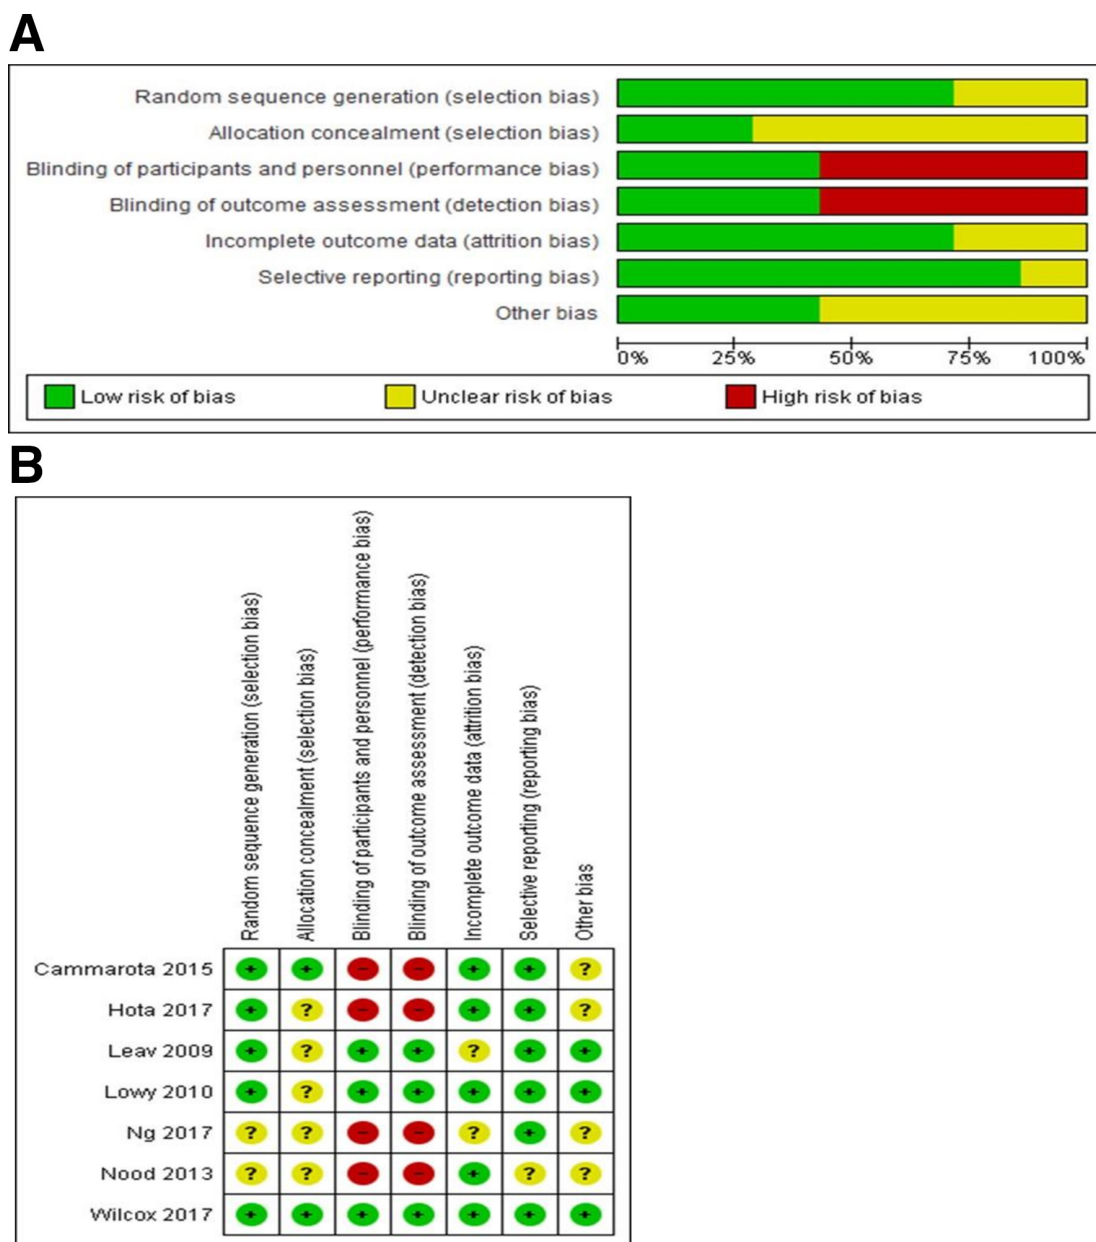 A
Random sequence generation (selection bias)
Allocation concealment (selection bias)
Blinding of participants and personnel (performance bias)
Blinding of outcome assessment (detection bias)
Incomplete outcome data (attrition bias)
Selective reporting (reporting bias)
Other bias
0% 25% 50% 75% 100%
Low risk of bias Unclear risk of bias High risk of bias
B
Random sequence generation (selection bias)
Allocation concealment (selection bias)
Blinding of participants and personnel (performance bias)
Blinding of outcome assessment (detection bias)
Incomplete outcome data (attrition bias)
Selective reporting (reporting bias)
Other bias
Cammarota 2015 + + - - + + ?
Hota 2017 + ? - - + + ?
Leav 2009 + ? + + ? + +
Lowy 2010 + ? + + + + +
Ng 2017 ? ? - - ? + ?
Nood 2013 ? ? - - + ? ?
Wilcox 2017 + + + + + + +